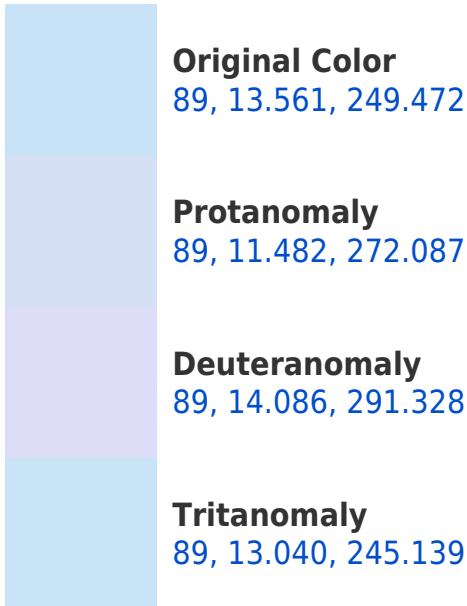 Original Color
89, 13.561, 249.472
Protanomaly
89, 11.482, 272.087
Deuteranomaly
89, 14.086, 291.328
Tritanomaly
89, 13.040, 245.139